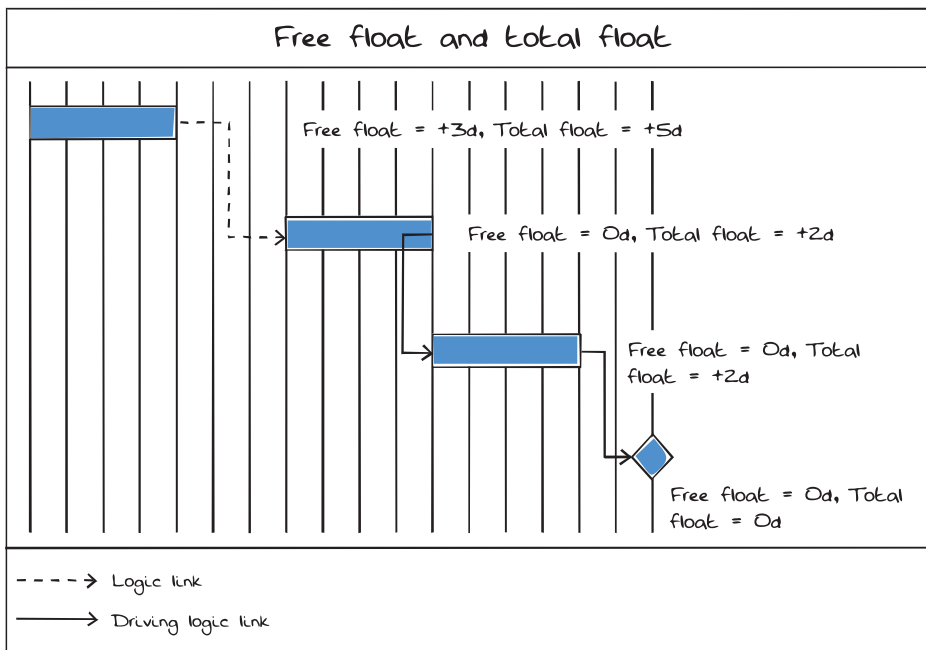 Free float and total float
Free float = +3d, Total float = +5d
Free float = 0d, Total float = +2d
Free float = 0d, Total
float = +2d
Free float = 0d, Total
float = 0d
Logic link
Driving logic link